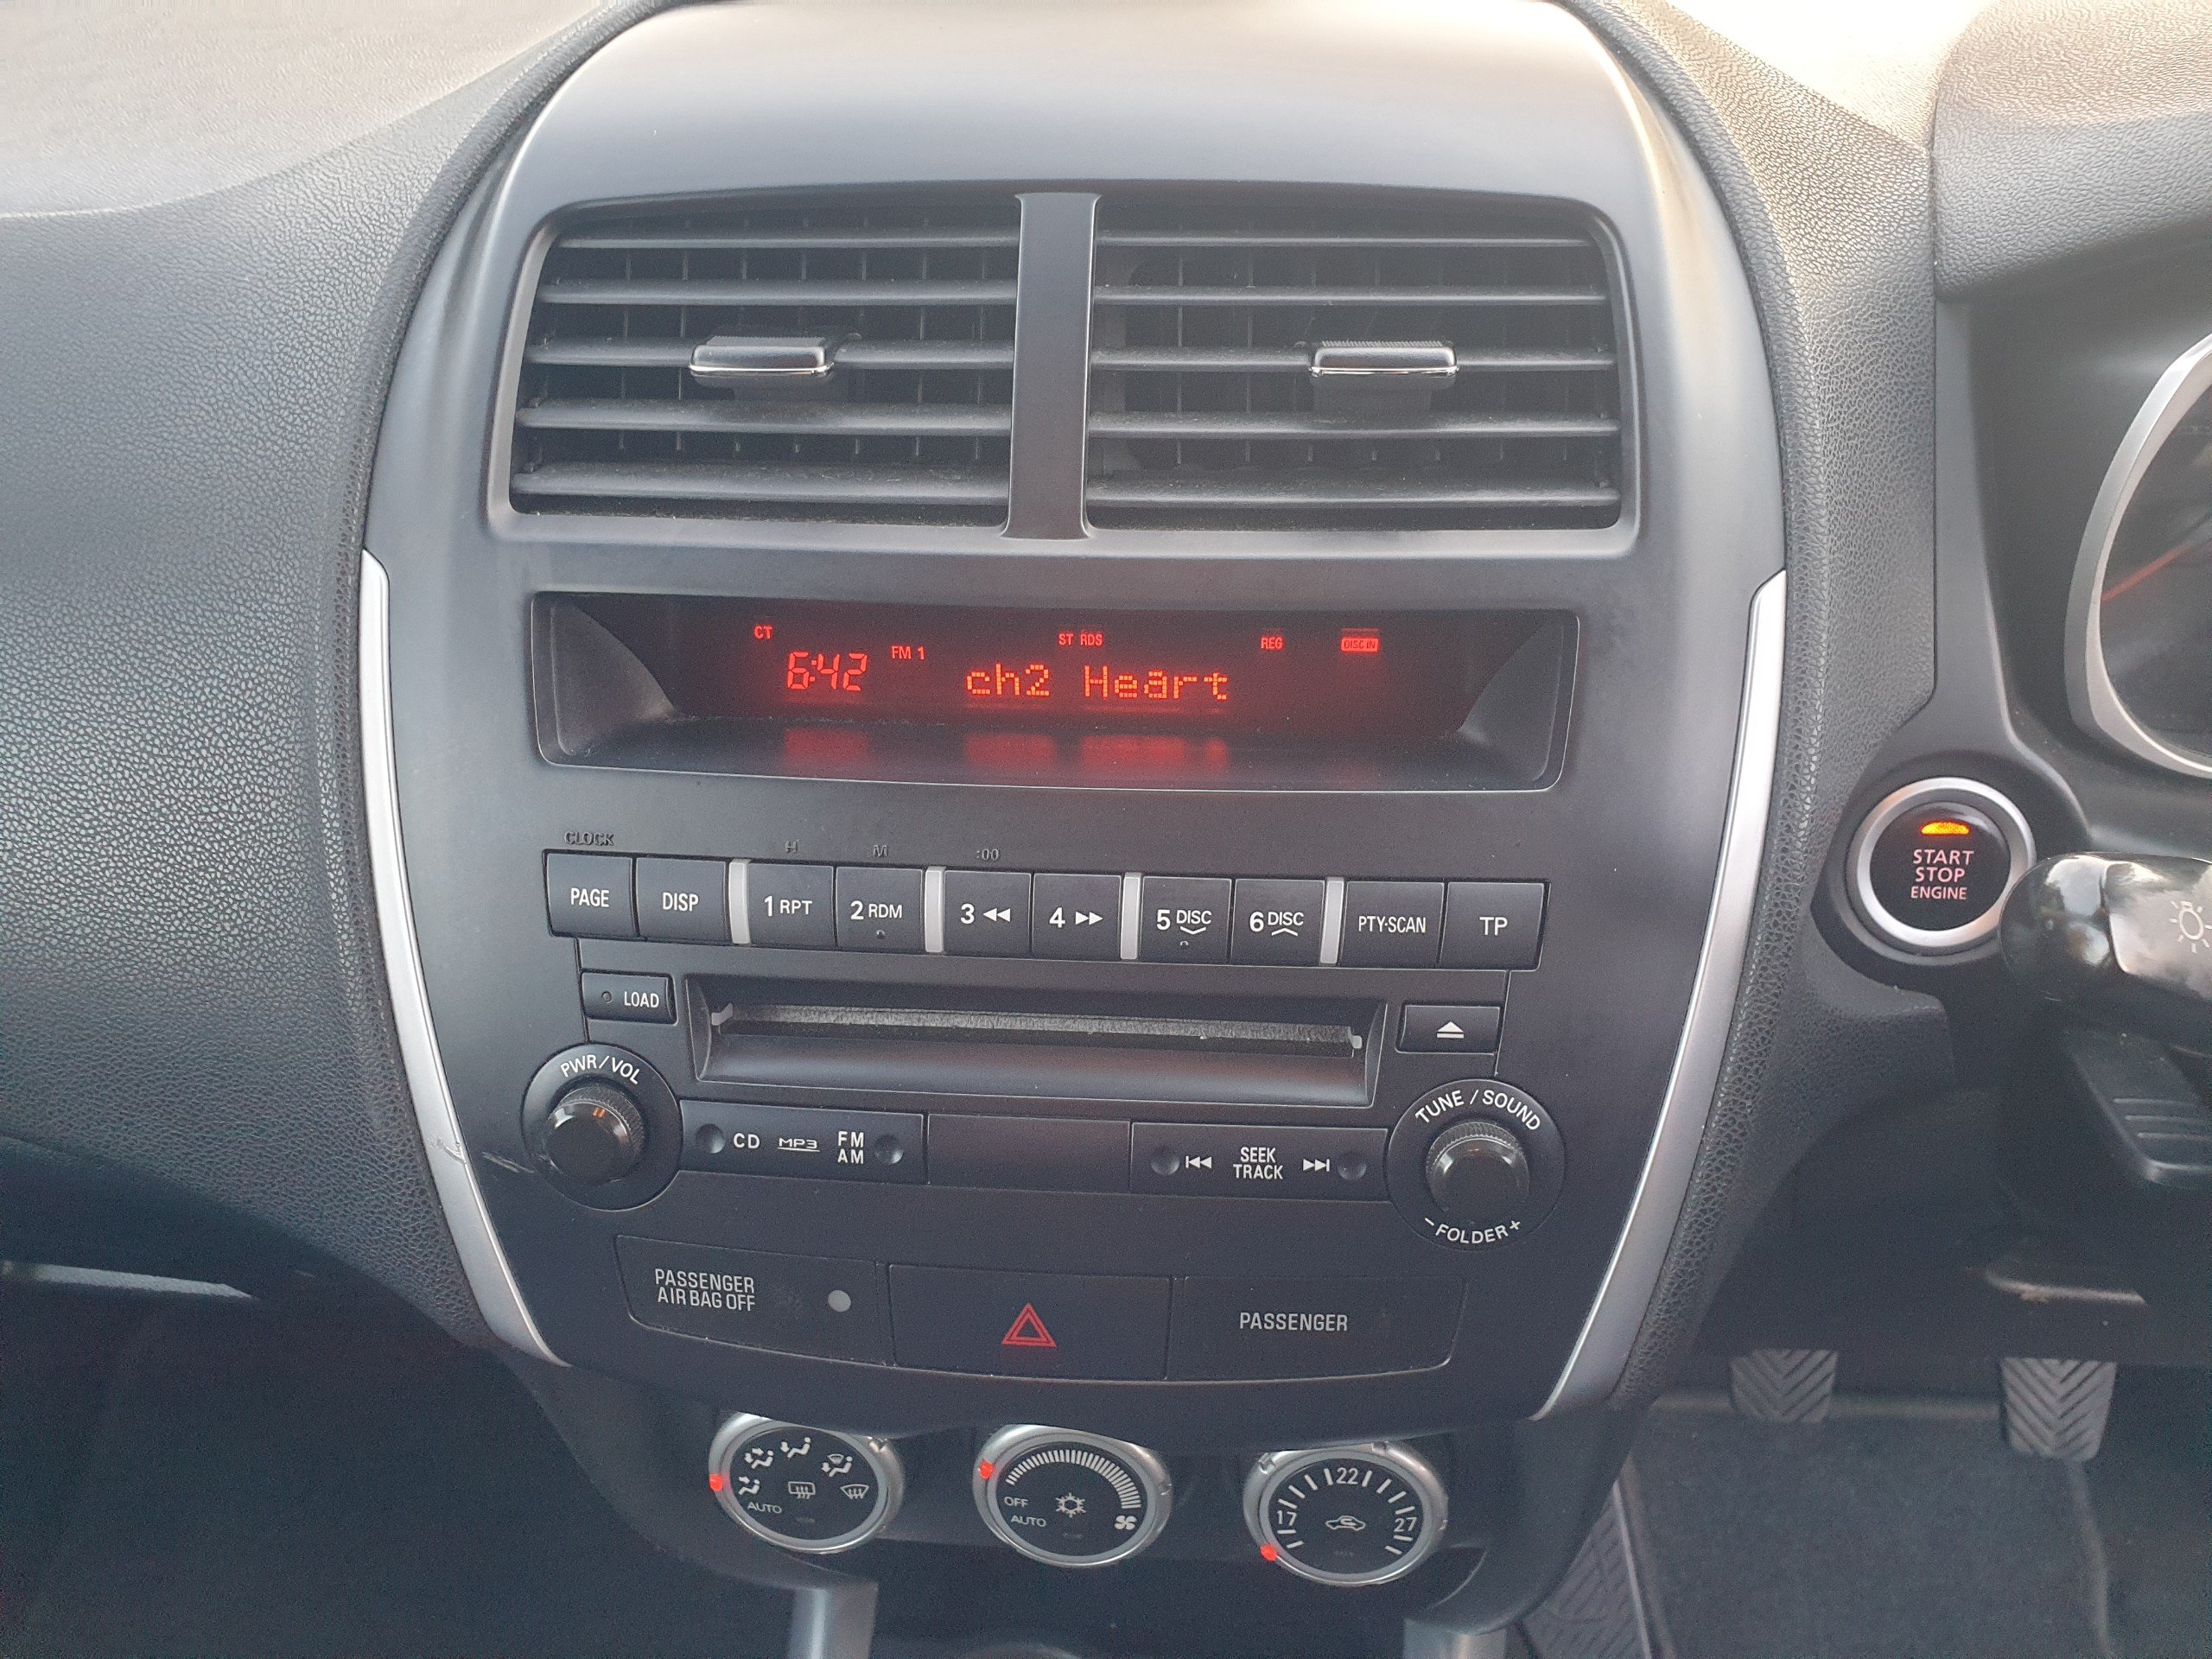 CT
ST RDS
REG
DISC IN
6:42 FM 1 ch2 Heart
CLOCK H M :00
PAGE DISP 1 RPT 2 RDM 3 4 5 DISC 6 DISC PTY·SCAN TP
START
STOP
ENGINE
LOAD
PWR/VOL
TUNE / SOUND
CD MP3 FM
AM
SEEK
TRACK
- FOLDER +
PASSENGER
AIR BAG OFF
PASSENGER
AUTO
OFF
AUTO
17 22 27